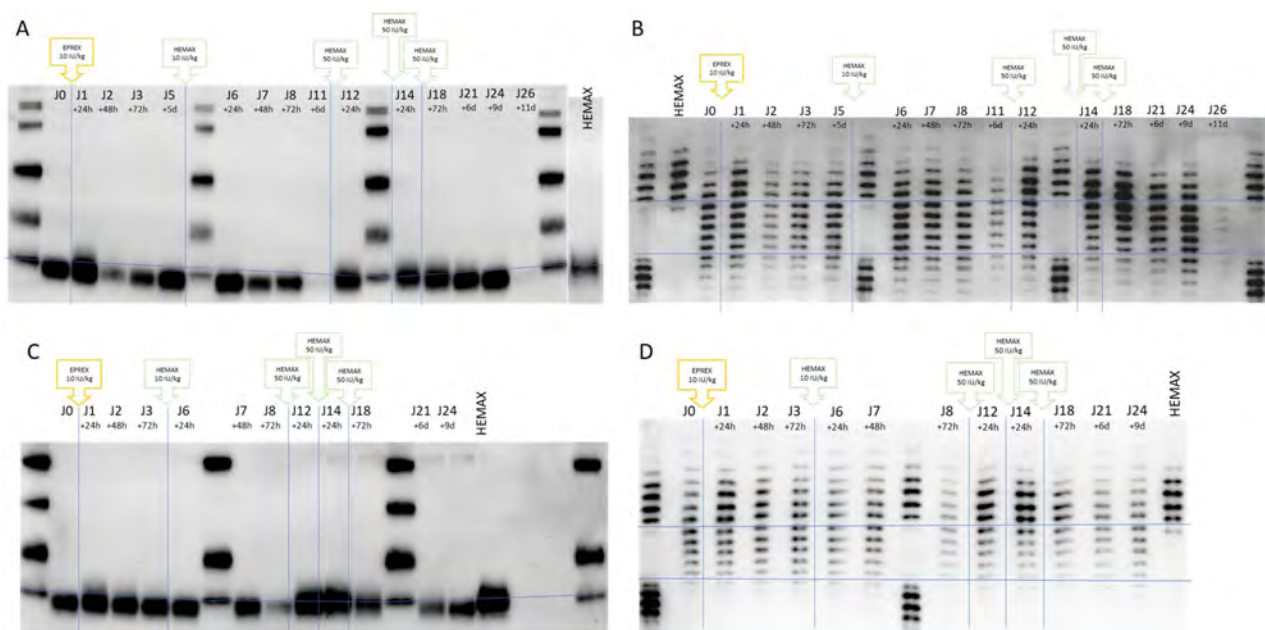 A
EPREX
10 IU/kg
HEMAX
10 IU/kg
HEMAX
50 IU/kg
HEMAX
50 IU/kg
HEMAX
50 IU/kg
J0 J1 J2 J3 J5 J6 J7 J8 J11 J12 J14 J18 J21 J24 J26
+24h +48h +72h +5d +24h +48h +72h +6d +24h +24h +72h +6d +9d +11d
HEMAX
B
EPREX
10 IU/kg
HEMAX
10 IU/kg
HEMAX
50 IU/kg
HEMAX
50 IU/kg
HEMAX
50 IU/kg
HEMAX
J0 J1 J2 J3 J5 J6 J7 J8 J11 J12 J14 J18 J21 J24 J26
+24h +48h +72h +5d +24h +48h +72h +6d +24h +24h +72h +6d +9d +11d
C
EPREX
10 IU/kg
HEMAX
10 IU/kg
HEMAX
50 IU/kg
HEMAX
50 IU/kg
HEMAX
50 IU/kg
J0 J1 J2 J3 J6 J7 J8 J12 J14 J18 J21 J24
+24h +48h +72h +24h +48h +72h +24h +24h +72h +6d +9d
HEMAX
D
EPREX
10 IU/kg
HEMAX
10 IU/kg
HEMAX
50 IU/kg
HEMAX
50 IU/kg
HEMAX
50 IU/kg
J0 J1 J2 J3 J6 J7 J8 J12 J14 J18 J21 J24
+24h +48h +72h +24h +48h +72h +24h +24h +72h +6d +9d
HEMAX